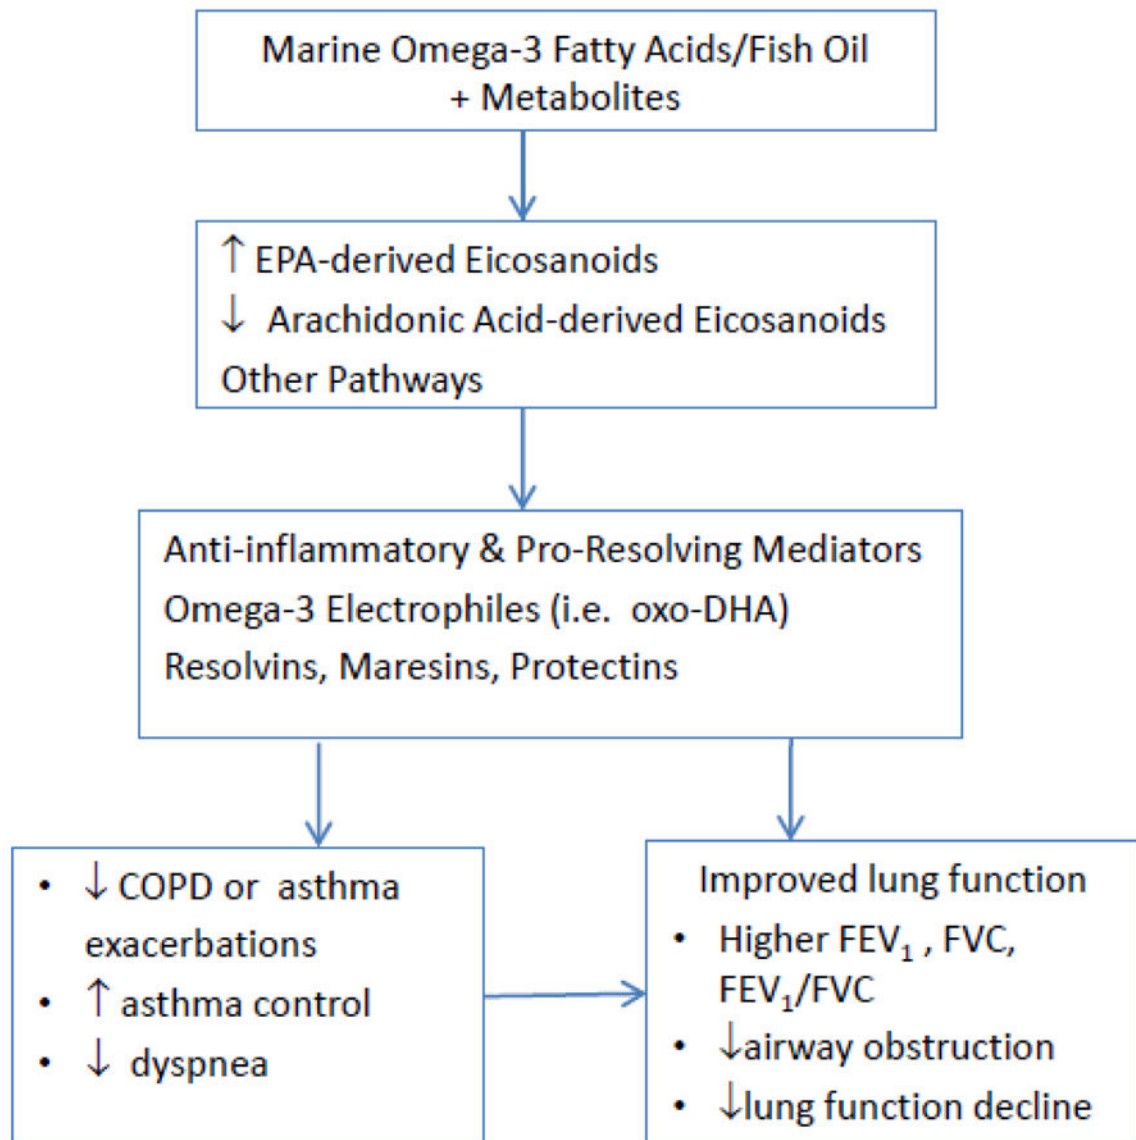 Marine Omega-3 Fatty Acids/Fish Oil
+ Metabolites
↑ EPA-derived Eicosanoids
↓ Arachidonic Acid-derived Eicosanoids
Other Pathways
Anti-inflammatory & Pro-Resolving Mediators
Omega-3 Electrophiles (i.e. oxo-DHA)
Resolvins, Maresins, Protectins
• ↓ COPD or asthma
exacerbations
• ↑ asthma control
• ↓ dyspnea
Improved lung function
• Higher FEV₁ , FVC,
FEV₁/FVC
• ↓airway obstruction
• ↓lung function decline